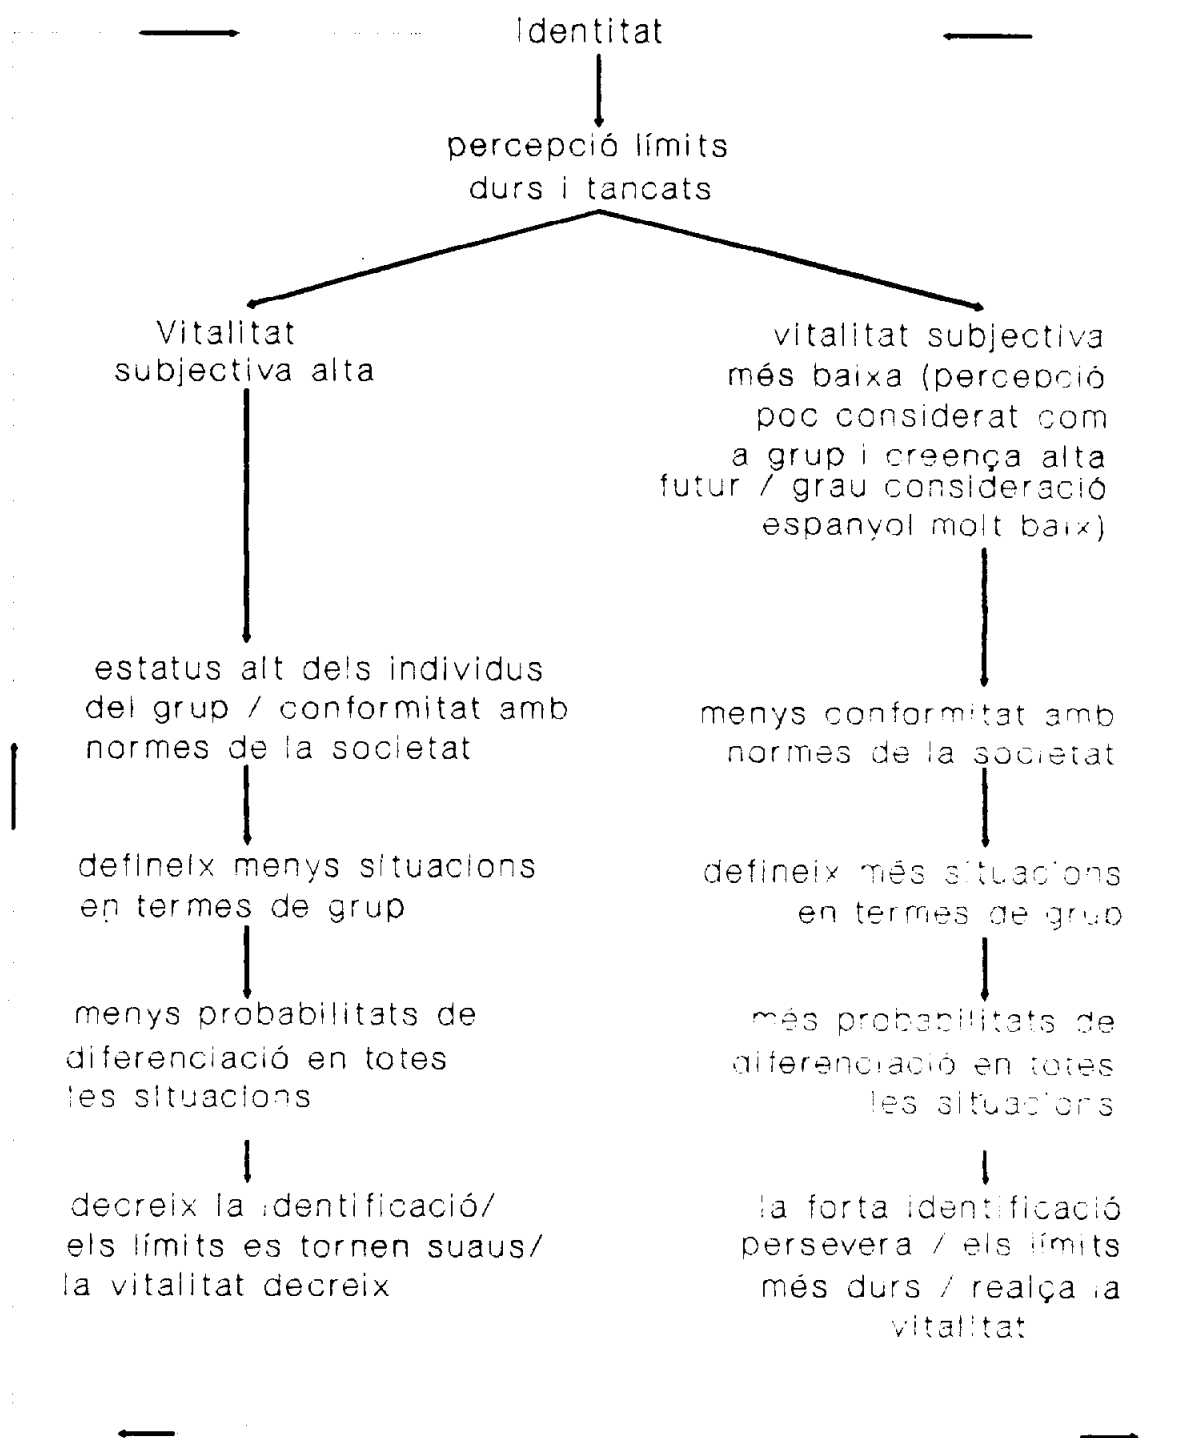 Identitat
percepció límits
durs i tancats
Vitalitat
subjectiva alta
estatus alt dels individus
del grup / conformitat amb
normes de la societat
defineix menys situacions
en termes de grup
menys probabilitats de
diferenciació en totes
les situacions
decreix la identificació/
els límits es tornen suaus/
la vitalitat decreix
vitalitat subjectiva
més baixa (percepció
poc considerat com
a grup i creença alta
futur / grau consideració
espanyol molt baix)
menys conformitat amb
normes de la societat
defineix més situacions
en termes de grup
més probabilitats de
diferenciació en totes
les situacions
la forta identificació
persevera / els límits
més durs / realça la
vitalitat